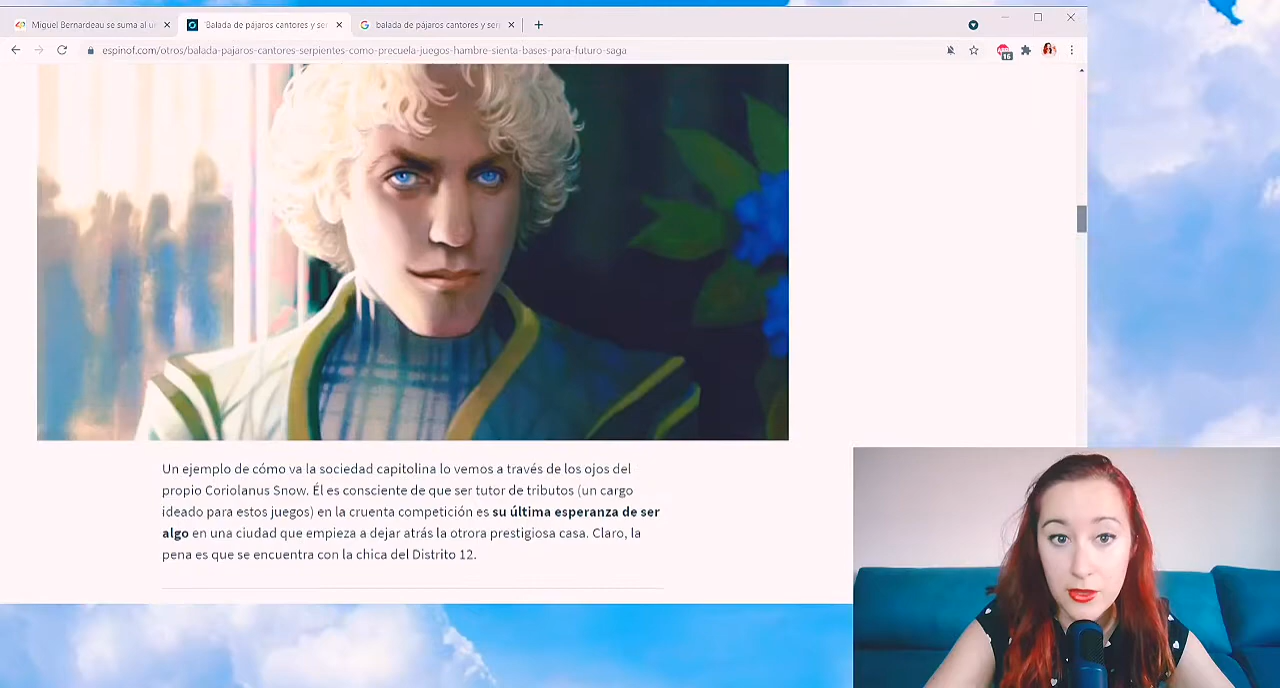 Miguel Bernardeau se suma al u
'Balada de pájaros cantores y ser
balada de pájaros cantores y ser
espinof.com/otros/balada-pajaros-cantores-serpientes-como-precuela-juegos-hambre-sienta-bases-para-futuro-saga
Un ejemplo de cómo va la sociedad capitolina lo vemos a través de los ojos del
propio Coriolanus Snow. Él es consciente de que ser tutor de tributos (un cargo
ideado para estos juegos) en la cruenta competición es su última esperanza de ser
algo en una ciudad que empieza a dejar atrás la otrora prestigiosa casa. Claro, la
pena es que se encuentra con la chica del Distrito 12.